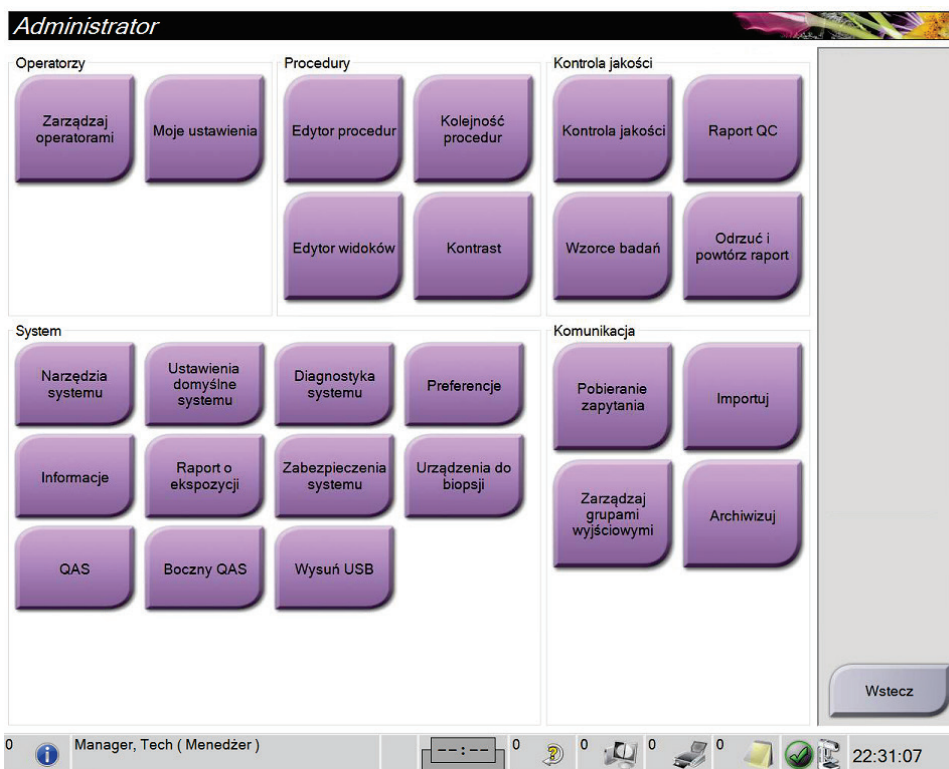 Administrator
Operatorzy
Zarządzaj
operatorami
Moje ustawienia
Procedury
Edytor procedur
Kolejność
procedur
Edytor widoków
Kontrast
Kontrola jakości
Kontrola jakości
Raport QC
Wzorce badań
Odrzuć i
powtórz raport
System
Narzędzia
systemu
Ustawienia
domyślne
systemu
Diagnostyka
systemu
Preferencje
Informacje
Raport o
ekspozycji
Zabezpieczenia
systemu
Urządzenia do
biopsji
QAS
Boczny QAS
Wysuń USB
Komunikacja
Pobieranie
zapytania
Importuj
Zarządzaj
grupami
wyjściowymi
Archiwizuj
Wstecz
0 Manager, Tech ( Menedżer ) --:-- 0 0 0 0 22:31:07